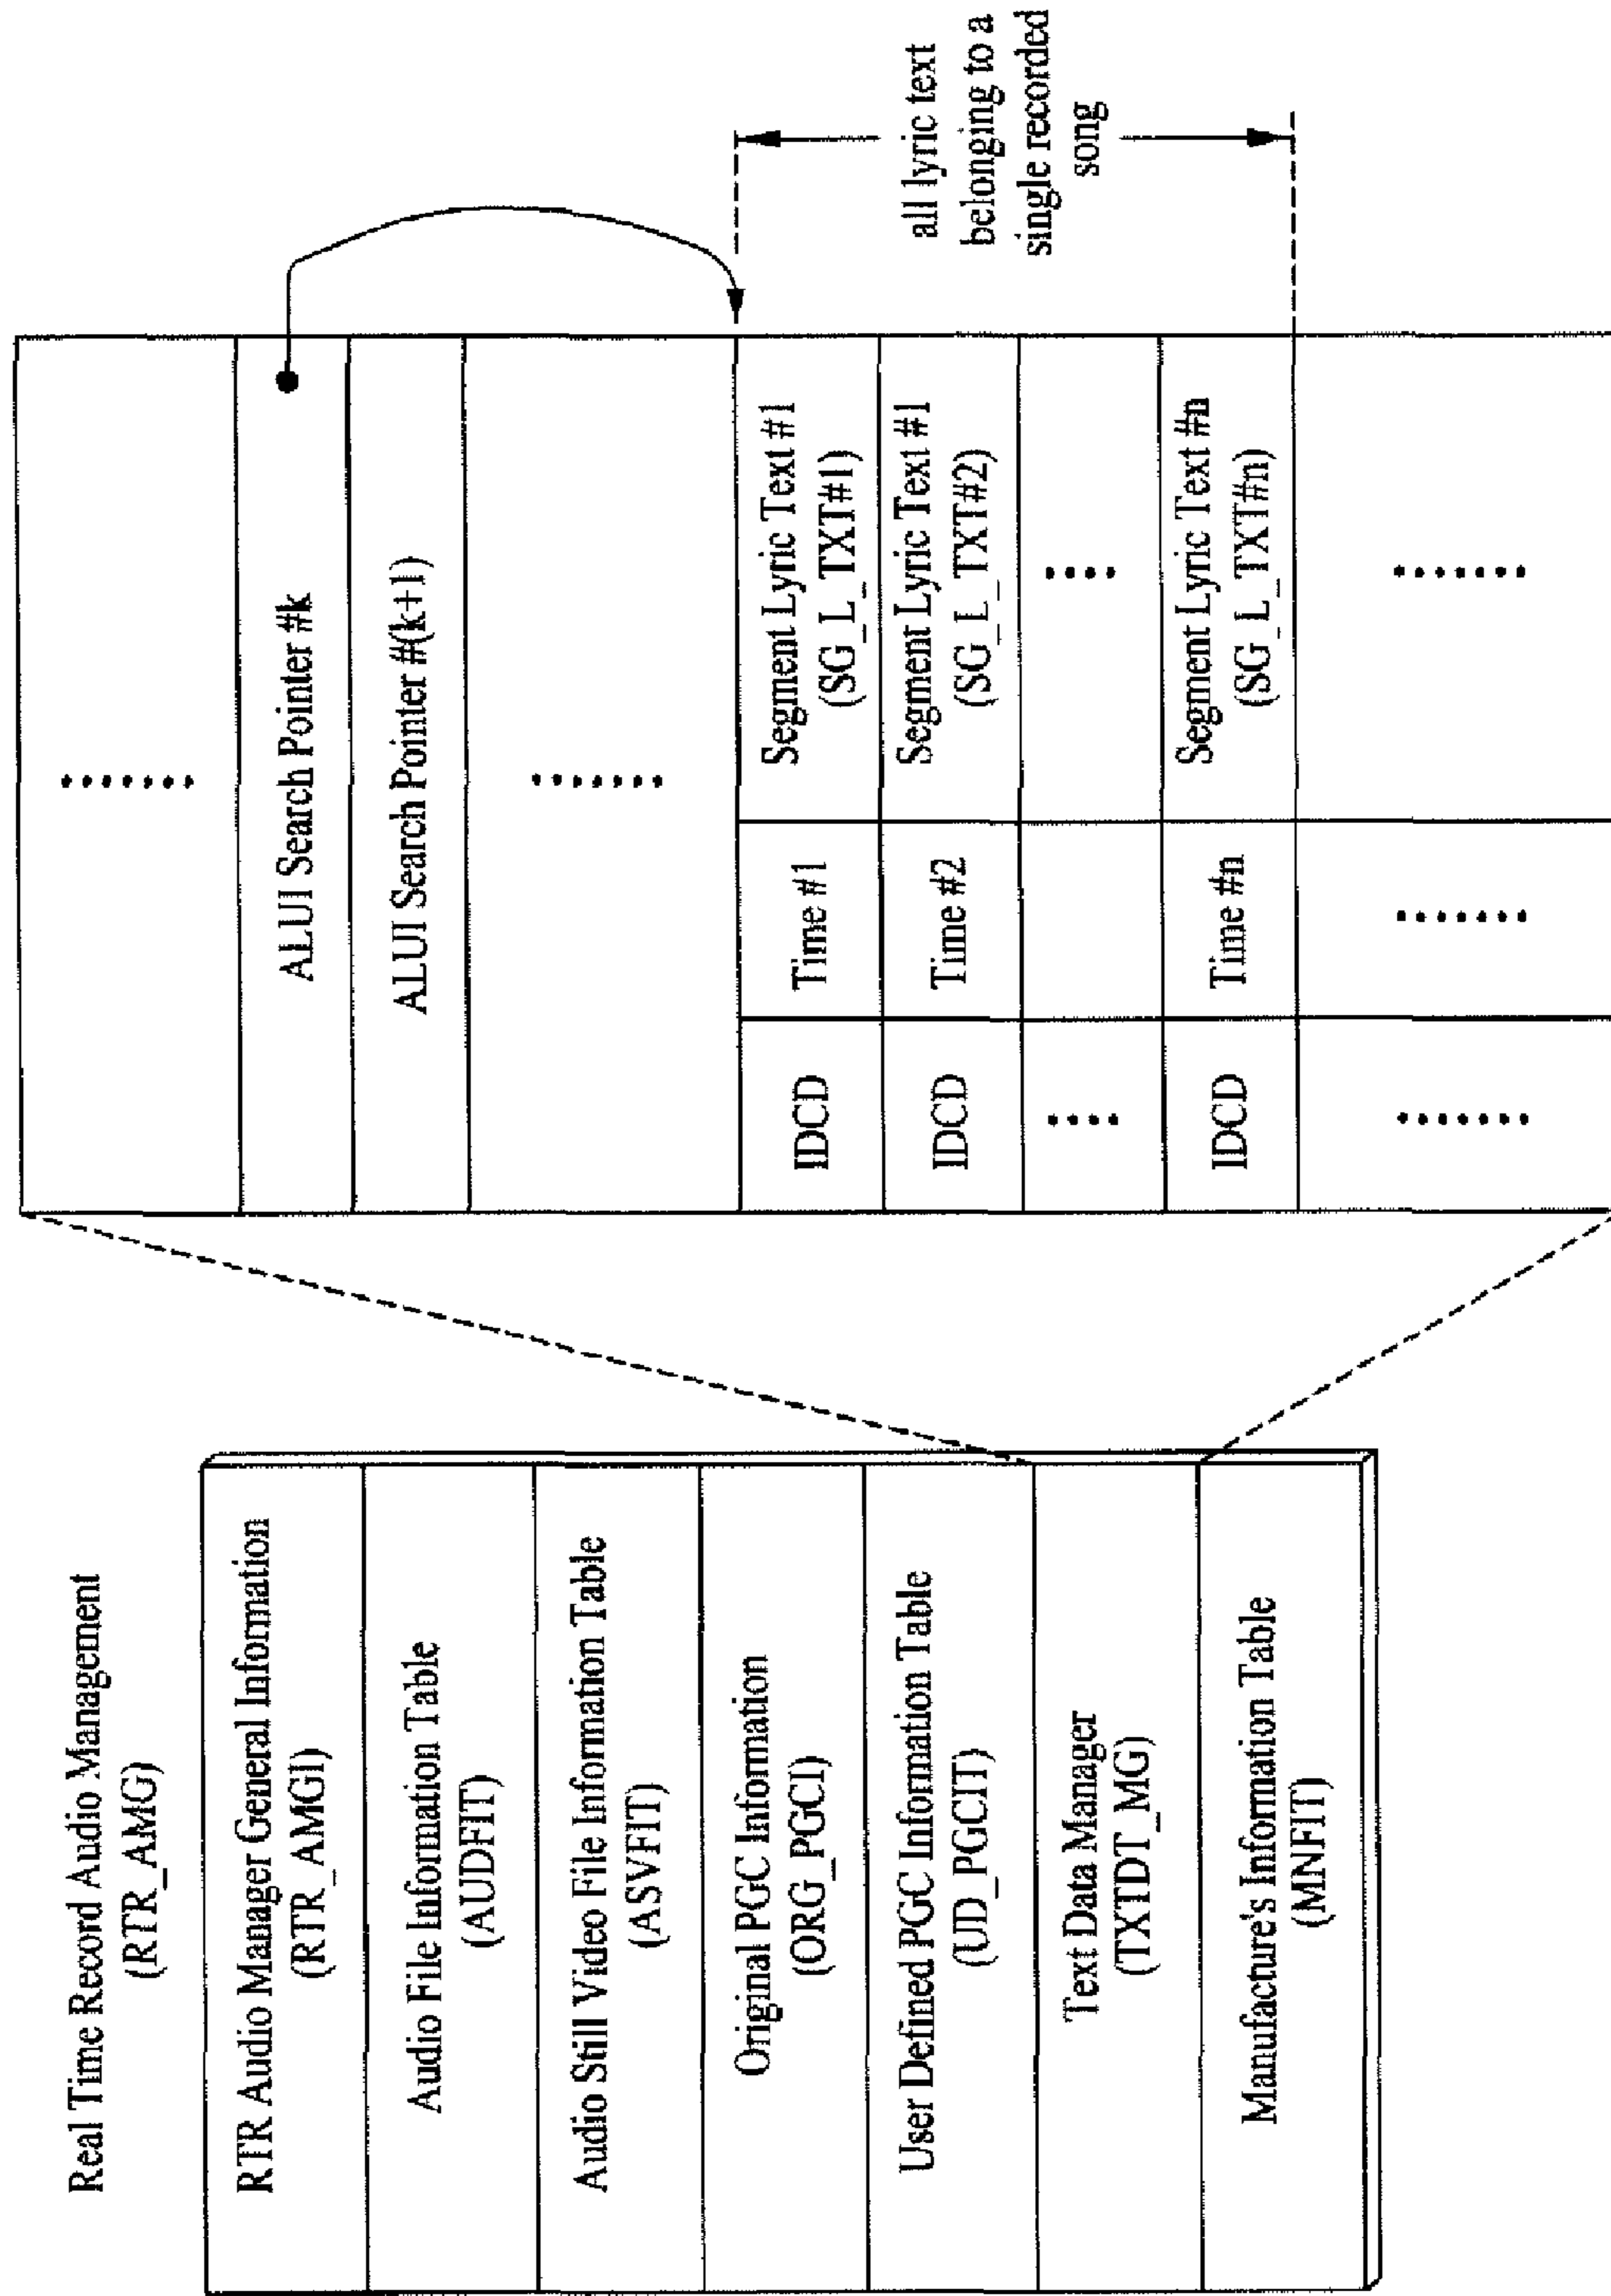 Real Time Record Audio Management
(RTR_AMG)
RTR Audio Manager General Information
(RTR_AMGI)
Audio File Information Table
(AUDFIT)
Audio Still Video File Information Table
(ASVFIT)
Original PGC Information
(ORG_PGCI)
User Defined PGC Information Table
(UD_PGCIT)
Text Data Manager
(TXTDT_MG)
Manufacture's Information Table
(MNFIT)
.......
ALUI Search Pointer #k
ALUI Search Pointer #(k+1)
.......
IDCD Time #1 Segment Lyric Text #1
(SG_L_TXT#1)
IDCD Time #2 Segment Lyric Text #1
(SG_L_TXT#2)
.... ....
IDCD Time #n Segment Lyric Text #n
(SG_L_TXT#n)
....... ....... .......
all lyric text
belonging to a
single recorded
song